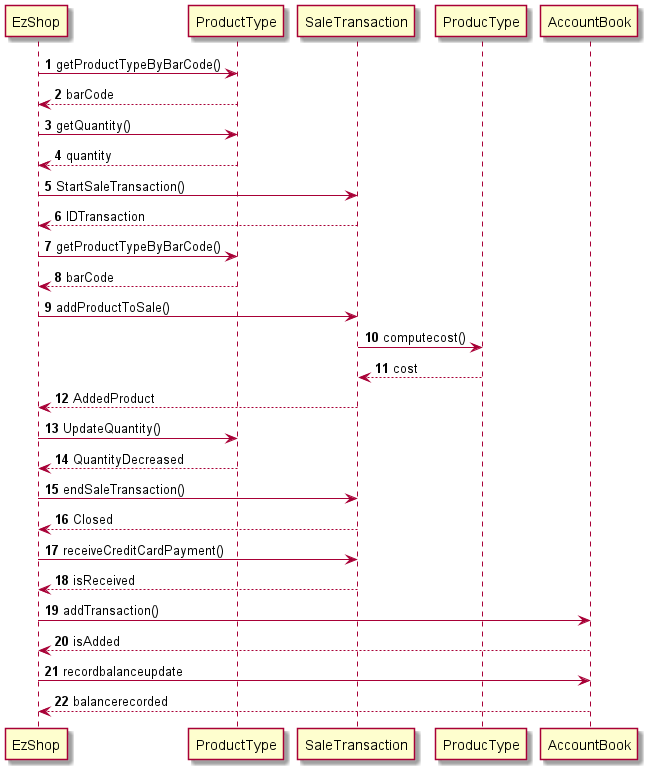 EzShop ProductType SaleTransaction ProducType AccountBook
1 getProductTypeByBarCode()
2 barCode
3 getQuantity()
4 quantity
5 StartSaleTransaction()
6 IDTransaction
7 getProductTypeByBarCode()
8 barCode
9 addProductToSale()
10 computecost()
11 cost
12 AddedProduct
13 UpdateQuantity()
14 QuantityDecreased
15 endSaleTransaction()
16 Closed
17 receiveCreditCardPayment()
18 isReceived
19 addTransaction()
20 isAdded
21 recordbalanceupdate
22 balancerecorded
EzShop ProductType SaleTransaction ProducType AccountBook